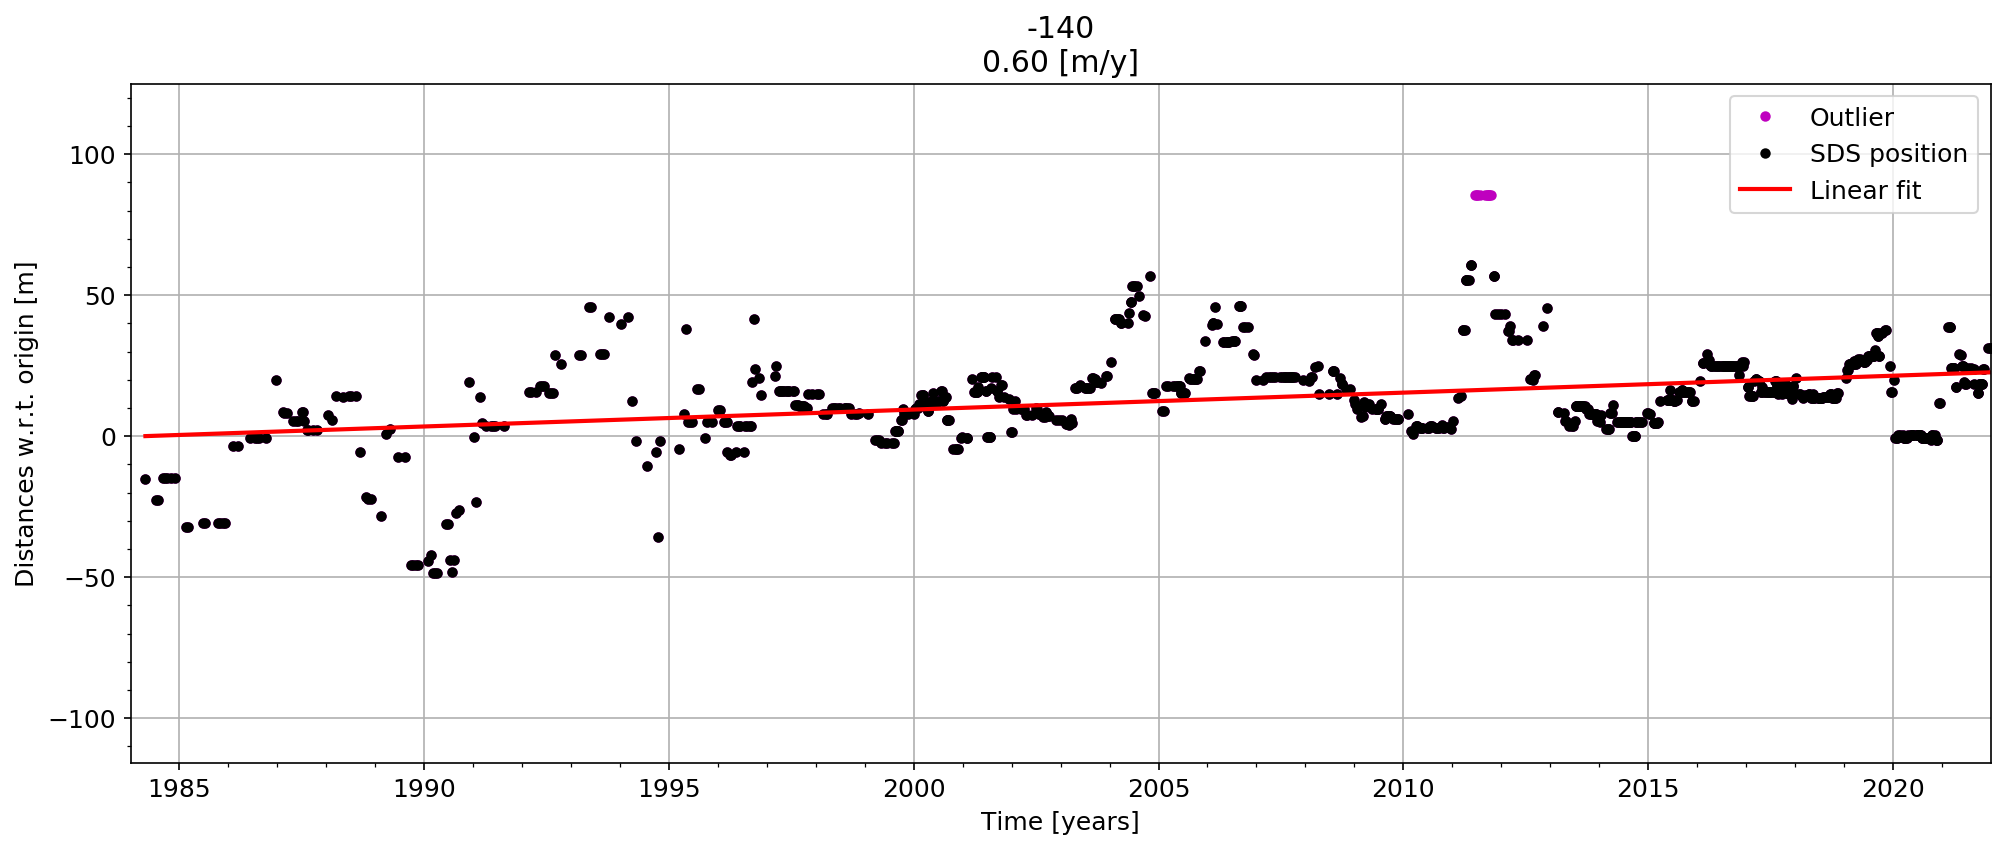 -140
0.60 [m/y]
Outlier
SDS position
Linear fit
100
50
0
−50
−100
Distances w.r.t. origin [m]
1985 1990 1995 2000 2005 2010 2015 2020
Time [years]